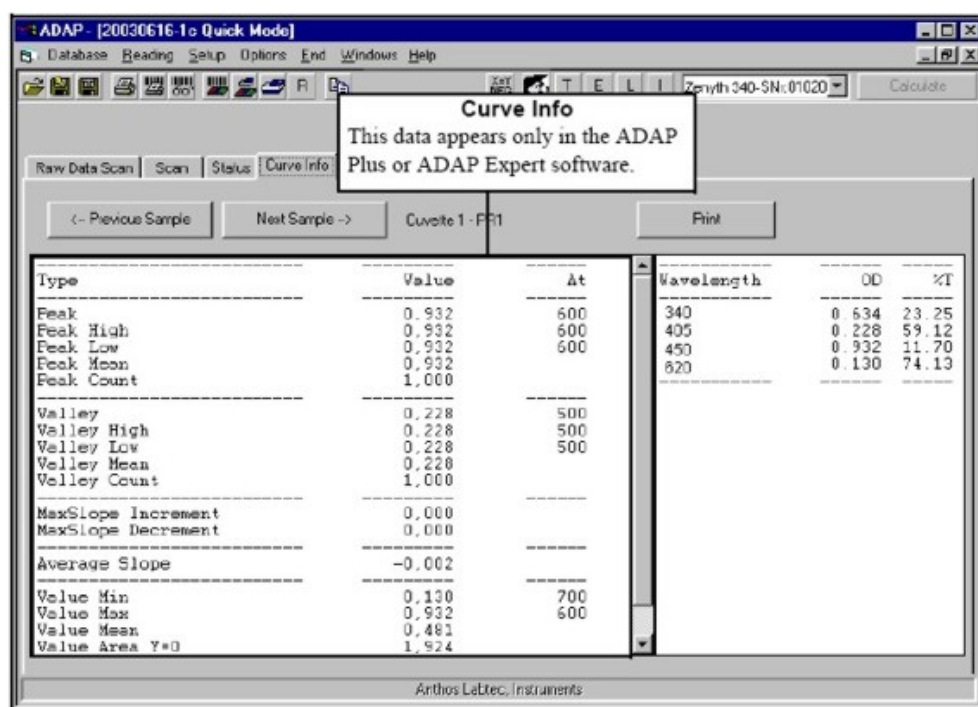 ADAP - [20030616-1c Quick Mode]
Database Reading Setup Options End Windows Help
R T E L I Zenyth 340-SN:01020 Calculate
Curve Info
This data appears only in the ADAP
Plus or ADAP Expert software.
Raw Data Scan Scan Status Curve Info
<-- Previous Sample Next Sample --> Cuvette 1 - PR1 Print
Type Value At
Peak 0.932 600
Peak High 0,932 600
Peak Low 0,932 600
Peak Mean 0,932
Peak Count 1,000
Valley 0,228 500
Valley High 0.228 500
Valley Low 0,228 500
Valley Mean 0,228
Valley Count 1,000
MaxSlope Increment 0,000
MaxSlope Decrement 0,000
Average Slope -0,002
Value Min 0,130 700
Value Max 0,932 600
Value Mean 0,481
Value Area Y=0 1,924
Wavelength OD %T
340 0.634 23.25
405 0.228 59.12
450 0.932 11.70
620 0.130 74.13
Anthos Labtec, Instruments